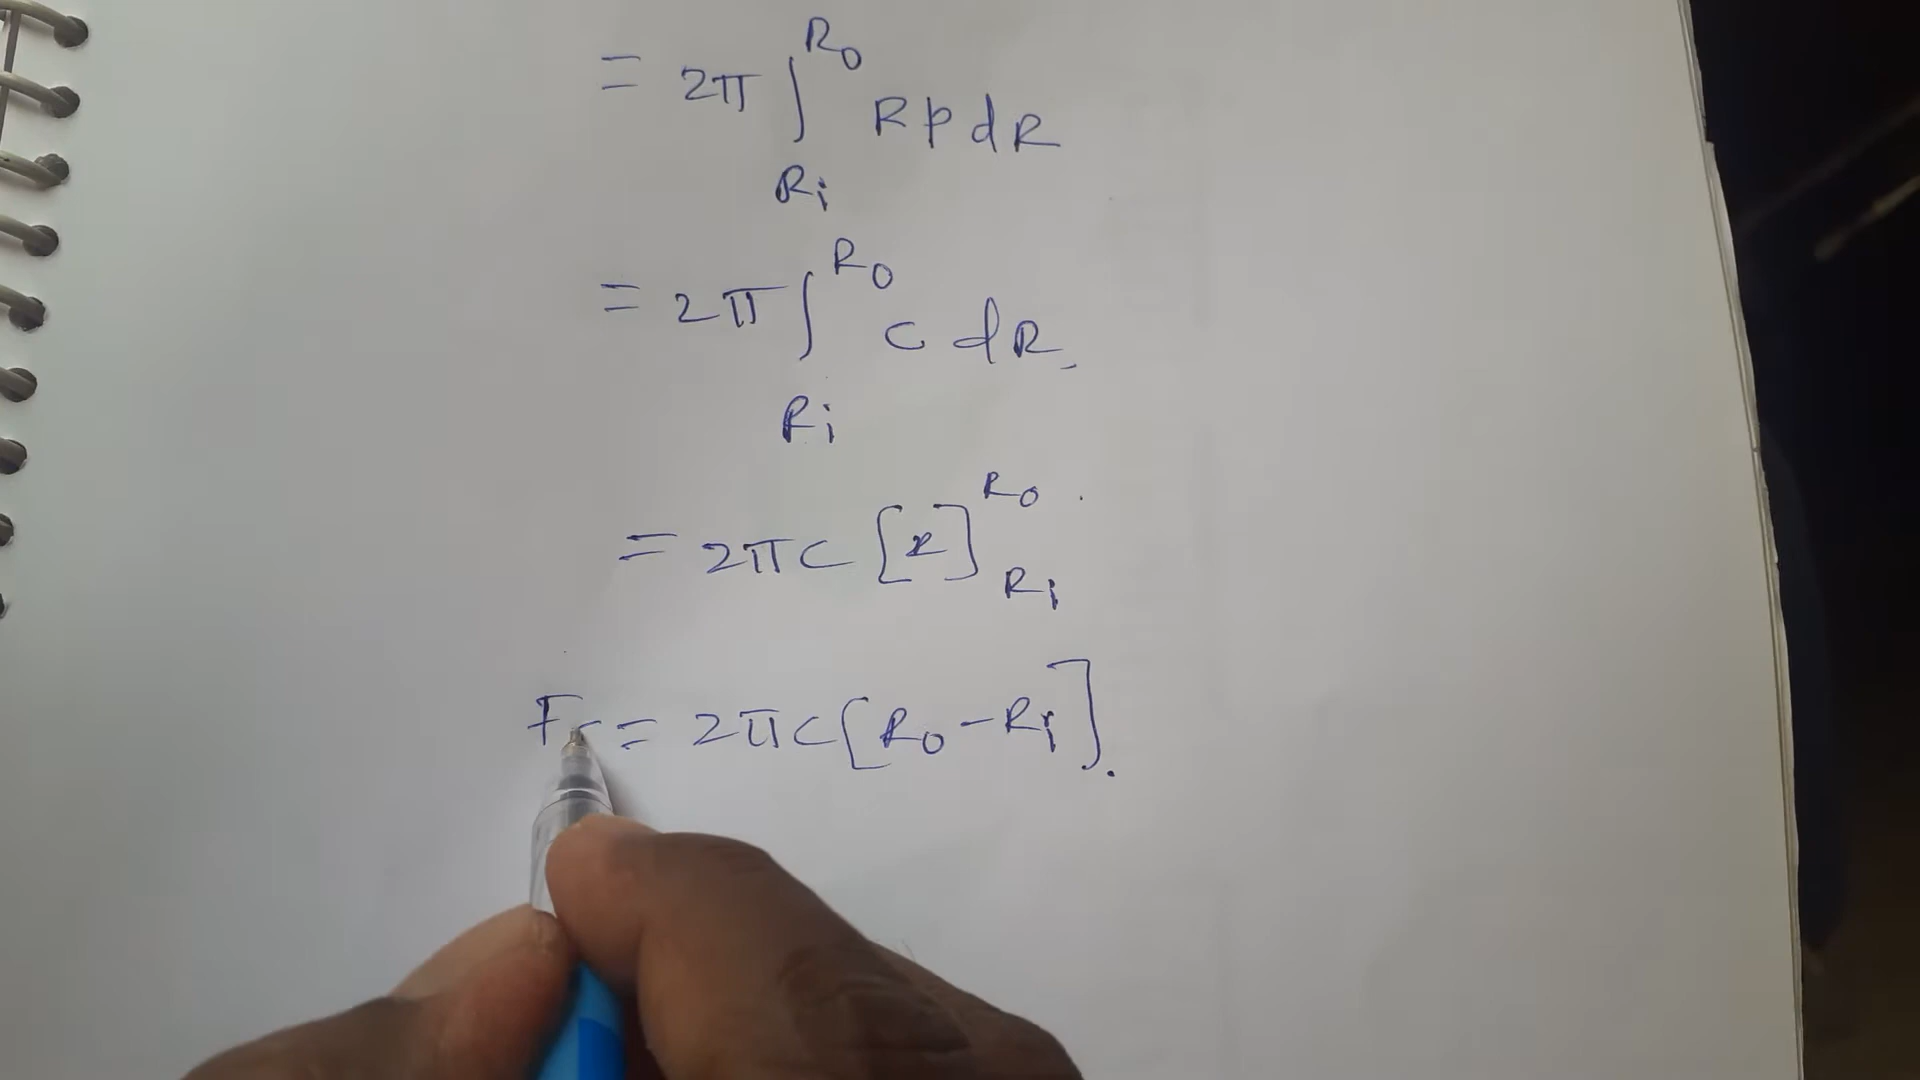 = 2π ∫_{Ri}^{Ro} R p dR
= 2π ∫_{Ri}^{Ro} c dR
= 2πc [R]_{Ri}^{Ro}
F = 2πc[Ro - Ri].